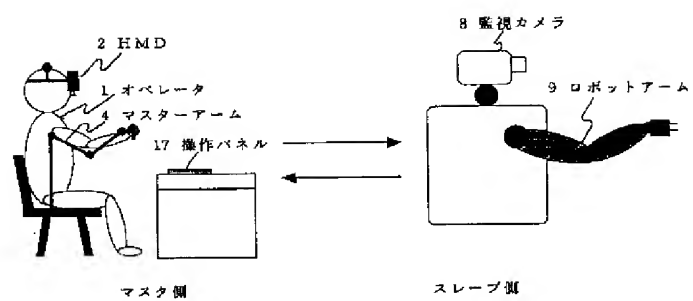 8 監視カメラ
2 HMD
1 オペレータ
9 ロボットアーム
4 マスターアーム
17 操作パネル
マスタ側
スレーブ側